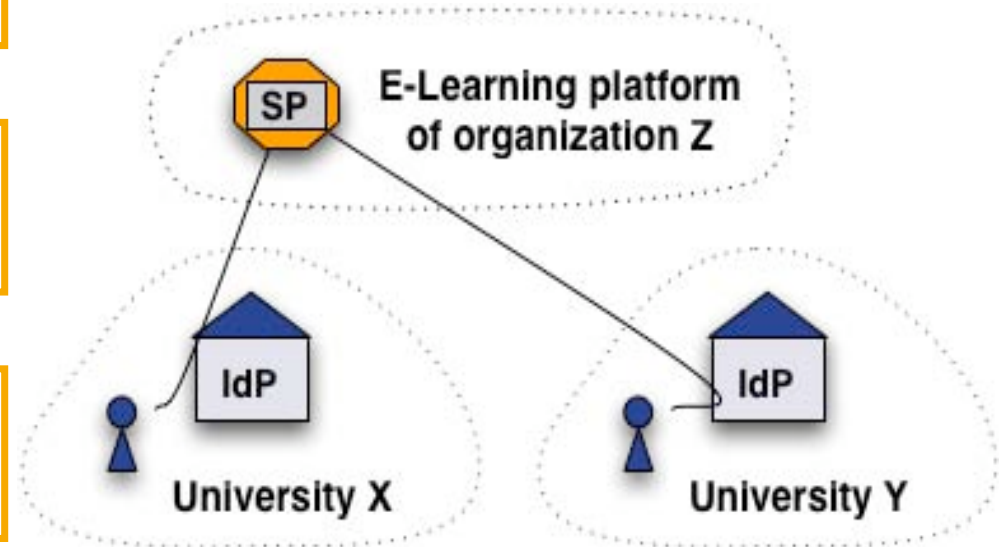 SP
E-Learning platform
of organization Z
IdP
IdP
University X
University Y